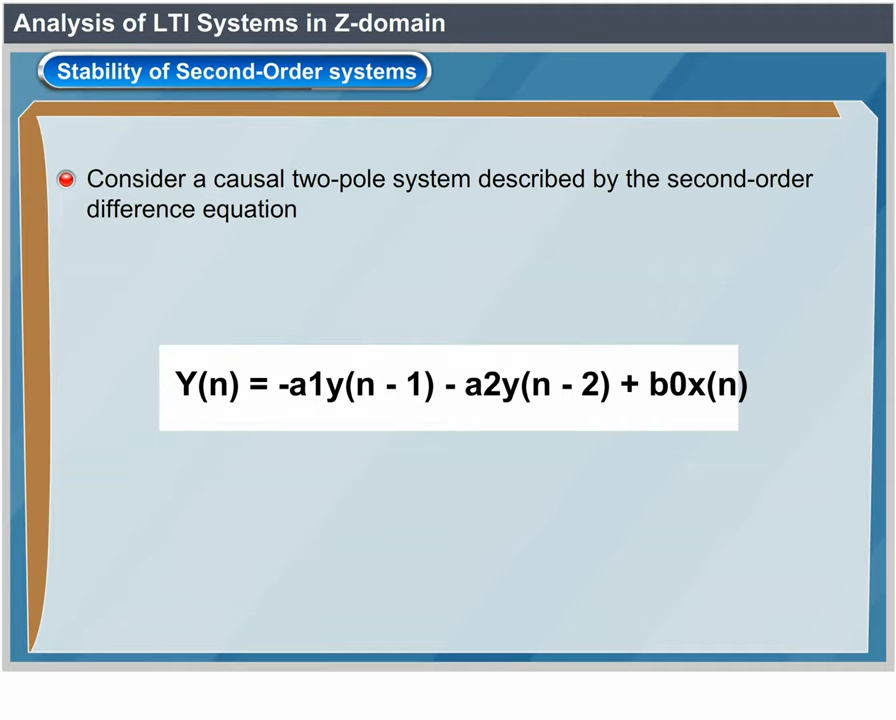 Analysis of LTI Systems in Z-domain
Stability of Second-Order systems
Consider a causal two-pole system described by the second-order
difference equation
Y(n) = -a1y(n - 1) - a2y(n - 2) + b0x(n)